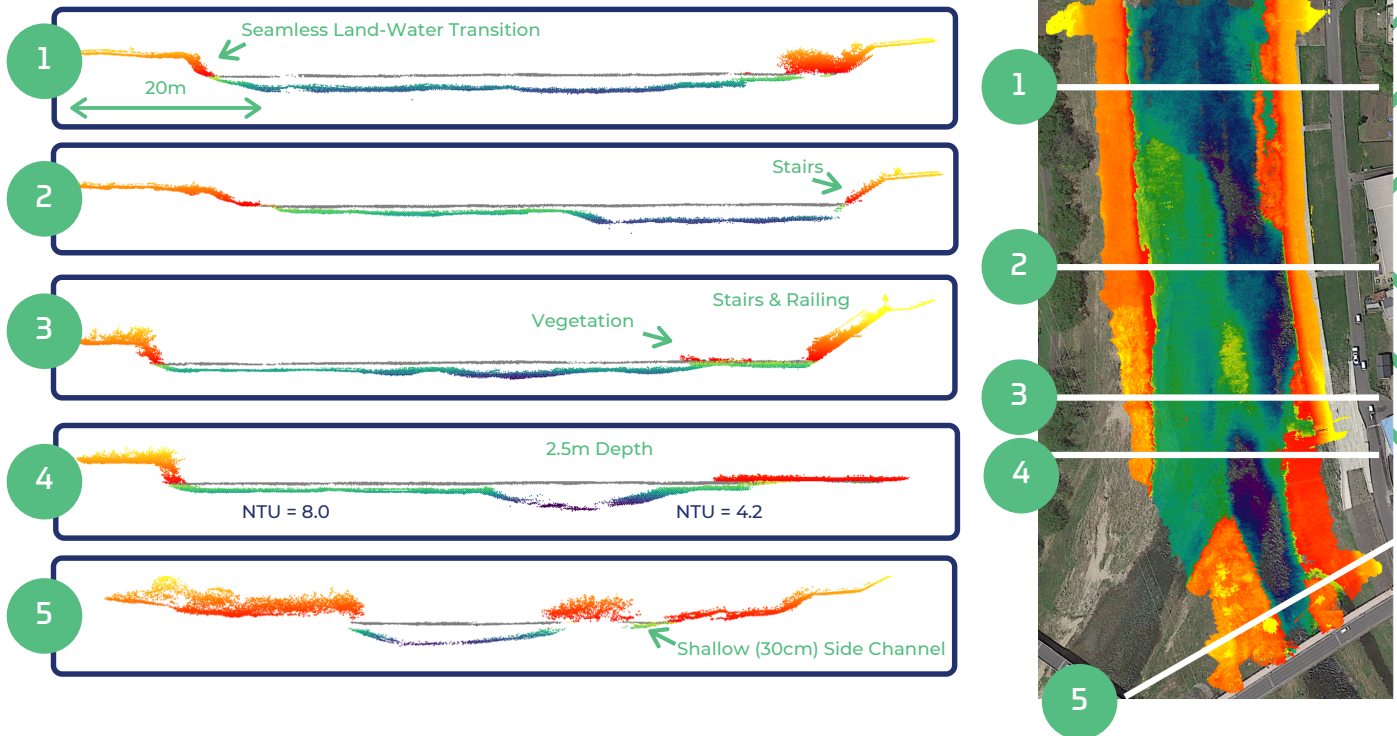 1
Seamless Land-Water Transition
20m
2
Stairs
3
Stairs & Railing
Vegetation
4
2.5m Depth
NTU = 8.0
NTU = 4.2
5
Shallow (30cm) Side Channel
1
2
3
4
5